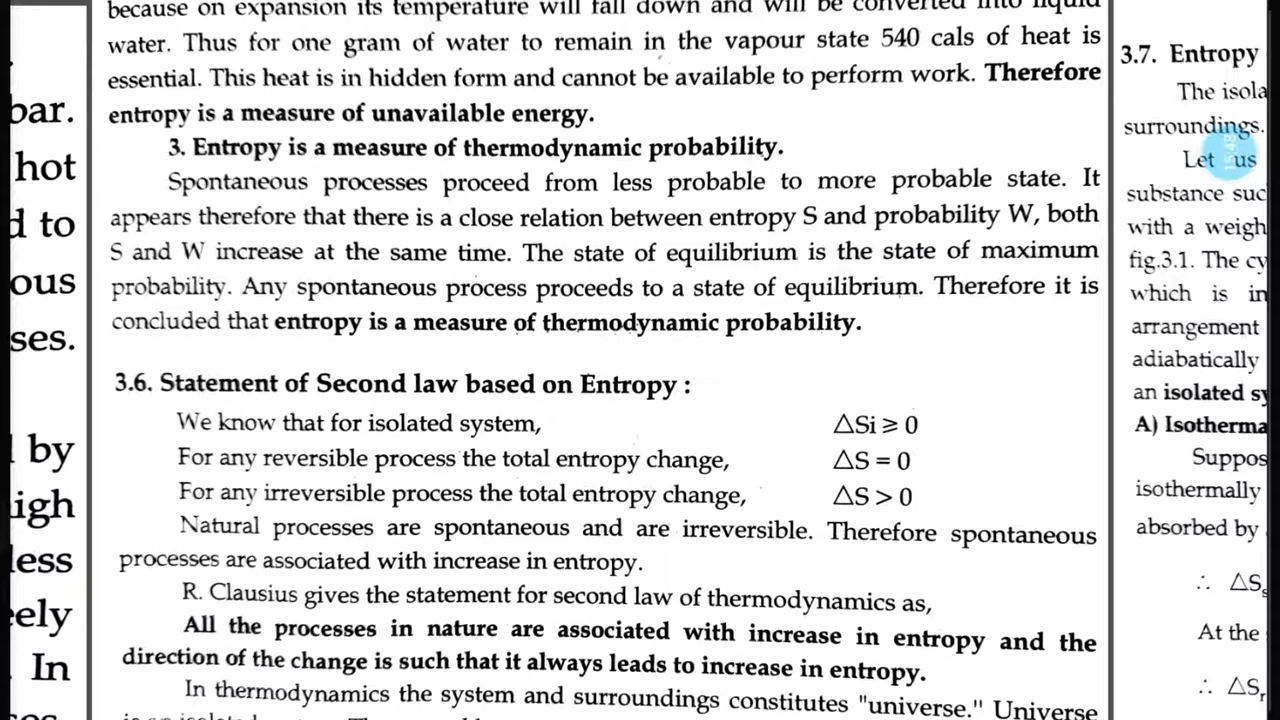 because on expansion its temperature will fall down and will be converted into liquid
water. Thus for one gram of water to remain in the vapour state 540 cals of heat is
essential. This heat is in hidden form and cannot be available to perform work. Therefore
entropy is a measure of unavailable energy.
3. Entropy is a measure of thermodynamic probability.
Spontaneous processes proceed from less probable to more probable state. It
appears therefore that there is a close relation between entropy S and probability W, both
S and W increase at the same time. The state of equilibrium is the state of maximum
probability. Any spontaneous process proceeds to a state of equilibrium. Therefore it is
concluded that entropy is a measure of thermodynamic probability.
3.6. Statement of Second law based on Entropy :
We know that for isolated system, △Si ≥ 0
For any reversible process the total entropy change, △S = 0
For any irreversible process the total entropy change, △S > 0
Natural processes are spontaneous and are irreversible. Therefore spontaneous
processes are associated with increase in entropy.
R. Clausius gives the statement for second law of thermodynamics as,
All the processes in nature are associated with increase in entropy and the
direction of the change is such that it always leads to increase in entropy.
In thermodynamics the system and surroundings constitutes "universe." Universe
bar.
hot
d to
ous
ses.
by
igh
less
ely
. In
3.7. Entropy
The isola
surroundings.
Let us
substance suc
with a weigh
fig.3.1. The cy
which is in
arrangement
adiabatically
an isolated sy
A) Isotherma
Suppos
isothermally
absorbed by
∴ △S
At the
∴ △S